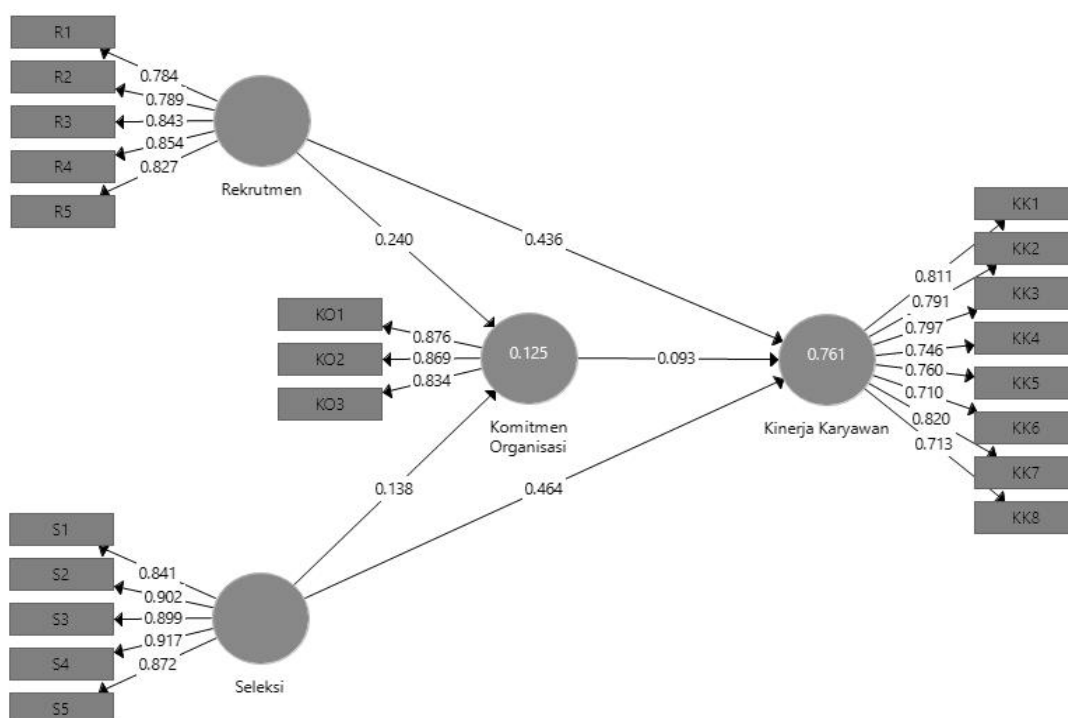 R1
R2
R3
R4
R5
0.784
0.789
0.843
0.854
0.827
Rekrutmen
0.240
0.436
KO1
KO2
KO3
0.876
0.869
0.834
0.125
Komitmen
Organisasi
0.093
0.761
Kinerja Karyawan
KK1
KK2
KK3
KK4
KK5
KK6
KK7
KK8
0.811
0.791
0.797
0.746
0.760
0.710
0.820
0.713
0.138
0.464
S1
S2
S3
S4
S5
0.841
0.902
0.899
0.917
0.872
Seleksi